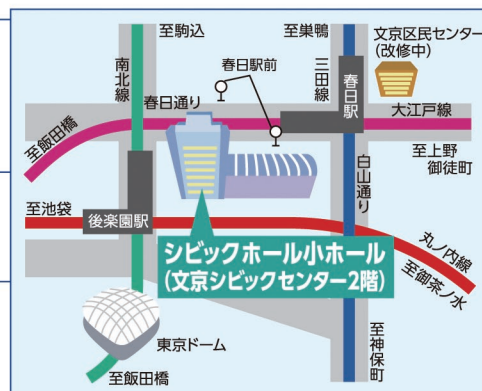 至駒込
至巣鴨
文京区民センター
(改修中)
南北線
春日駅前
三田線
春日駅
春日通り
大江戸線
至飯田橋
至上野
御徒町
白山通り
至池袋
後楽園駅
シビックホール小ホール
(文京シビックセンター2階)
丸ノ内線
至御茶ノ水
東京ドーム
至神保町
至飯田橋